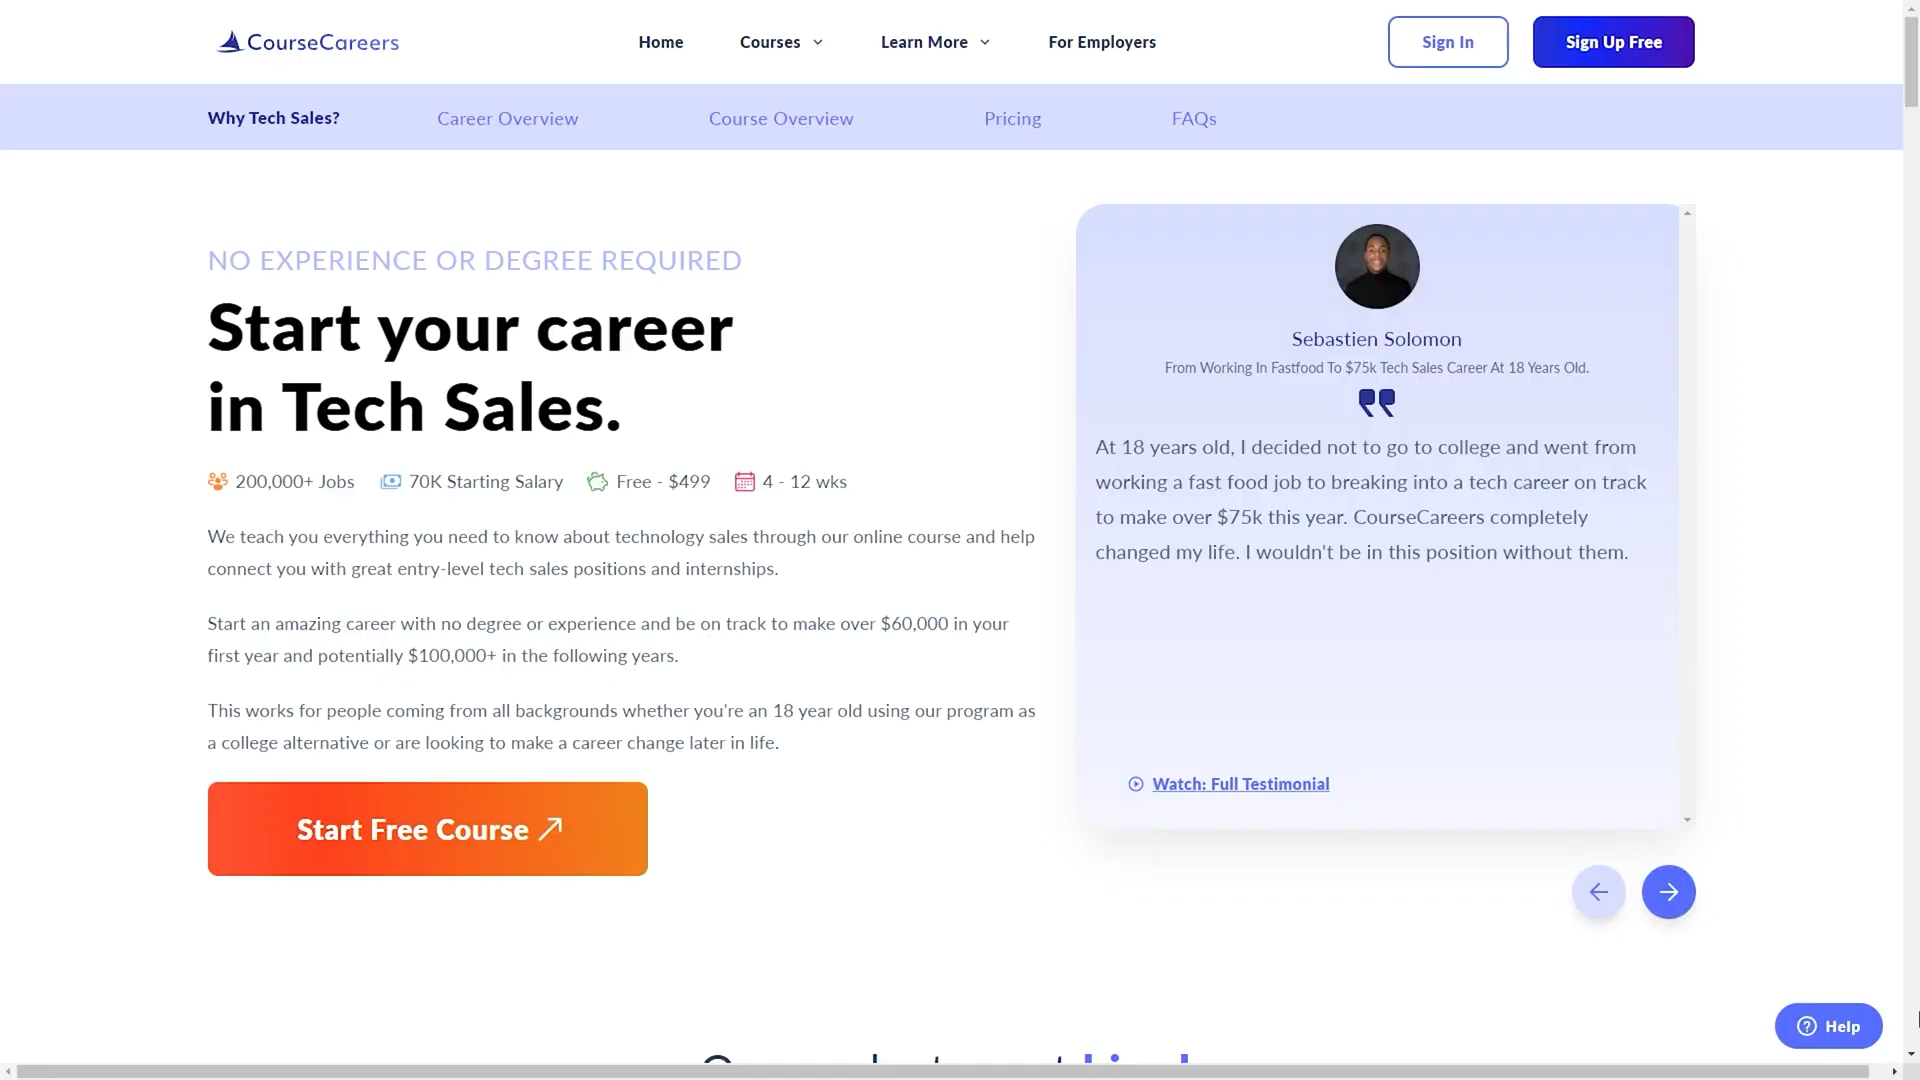 CourseCareers
Home
Courses
Learn More
For Employers
Sign In
Sign Up Free
Why Tech Sales?
Career Overview
Course Overview
Pricing
FAQs
NO EXPERIENCE OR DEGREE REQUIRED
Start your career
in Tech Sales.
200,000+ Jobs
70K Starting Salary
Free - $499
4 - 12 wks
We teach you everything you need to know about technology sales through our online course and help
connect you with great entry-level tech sales positions and internships.
Start an amazing career with no degree or experience and be on track to make over $60,000 in your
first year and potentially $100,000+ in the following years.
This works for people coming from all backgrounds whether you're an 18 year old using our program as
a college alternative or are looking to make a career change later in life.
Start Free Course
Sebastien Solomon
From Working In Fastfood To $75k Tech Sales Career At 18 Years Old.
At 18 years old, I decided not to go to college and went from
working a fast food job to breaking into a tech career on track
to make over $75k this year. CourseCareers completely
changed my life. I wouldn't be in this position without them.
Watch: Full Testimonial
Help